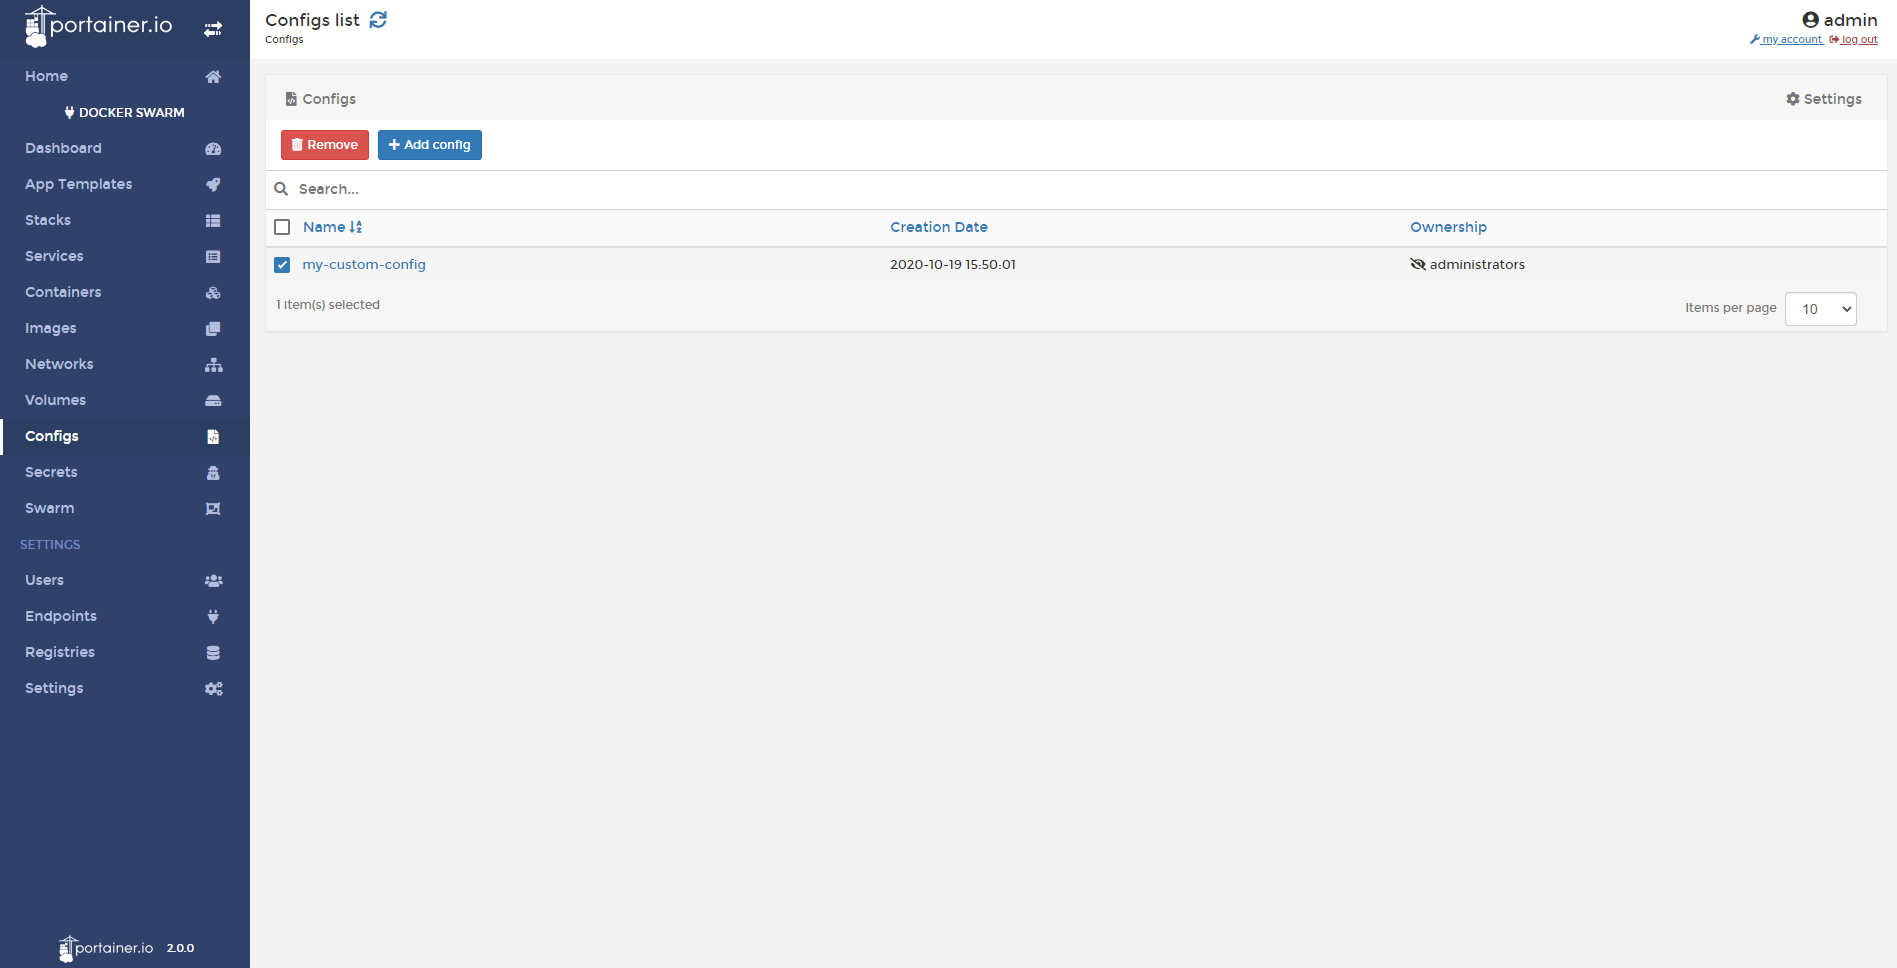 portainer.io
Home
DOCKER SWARM
Dashboard
App Templates
Stacks
Services
Containers
Images
Networks
Volumes
Configs
Secrets
Swarm
SETTINGS
Users
Endpoints
Registries
Settings
portainer.io 2.0.0
Configs list
Configs
admin
my account log out
Configs
Settings
Remove
Add config
Search...
Name Creation Date Ownership
my-custom-config 2020-10-19 15:50:01 administrators
1 item(s) selected
Items per page 10